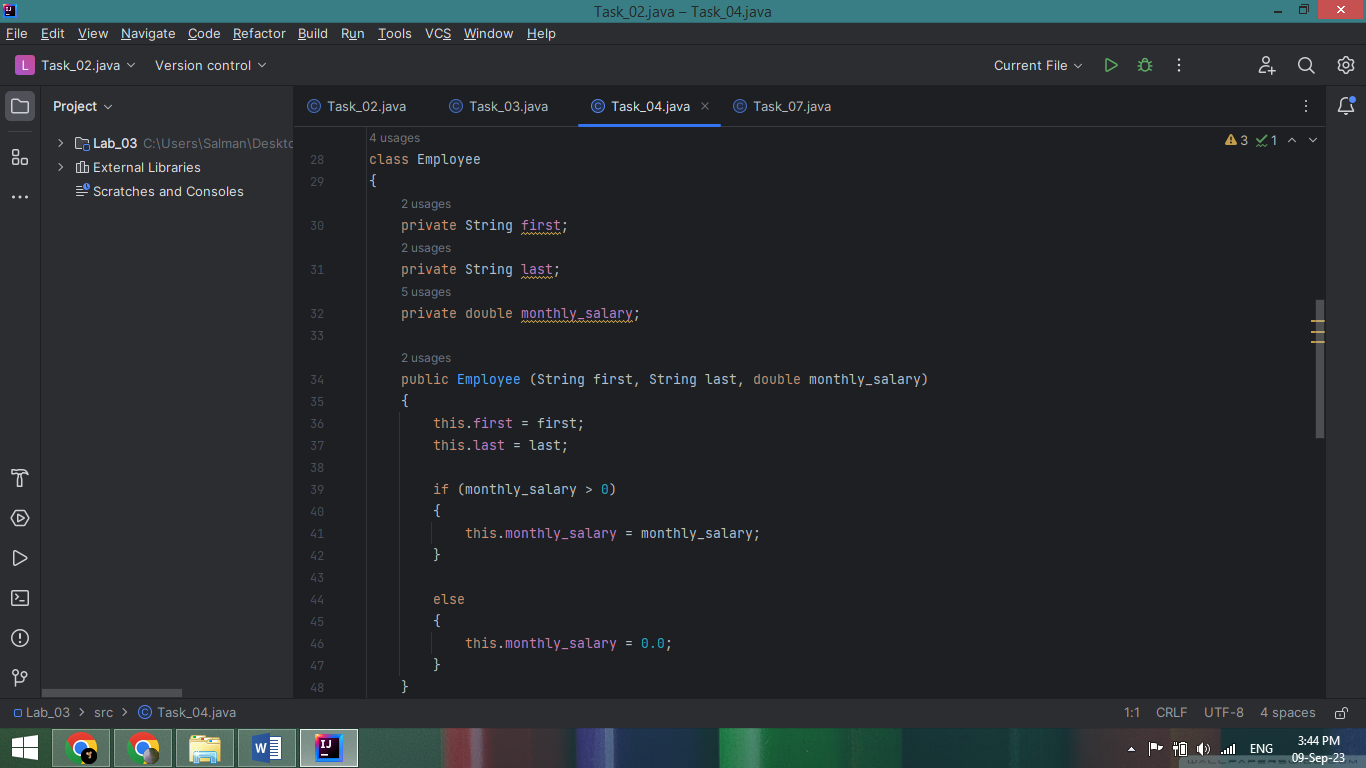 Task_02.java – Task_04.java
File Edit View Navigate Code Refactor Build Run Tools VCS Window Help
L Task_02.java Version control Current File
Project
Task_02.java Task_03.java Task_04.java Task_07.java
Lab_03 C:\Users\Salman\Deskto
External Libraries
Scratches and Consoles
3 1
4 usages
28 class Employee
29 {
2 usages
30 private String first;
2 usages
31 private String last;
5 usages
32 private double monthly_salary;
33
2 usages
34 public Employee (String first, String last, double monthly_salary)
35 {
36 this.first = first;
37 this.last = last;
38
39 if (monthly_salary > 0)
40 {
41 this.monthly_salary = monthly_salary;
42 }
43
44 else
45 {
46 this.monthly_salary = 0.0;
47 }
48 }
Lab_03 > src > Task_04.java 1:1 CRLF UTF-8 4 spaces
W IJ ENG 3:44 PM
09-Sep-23